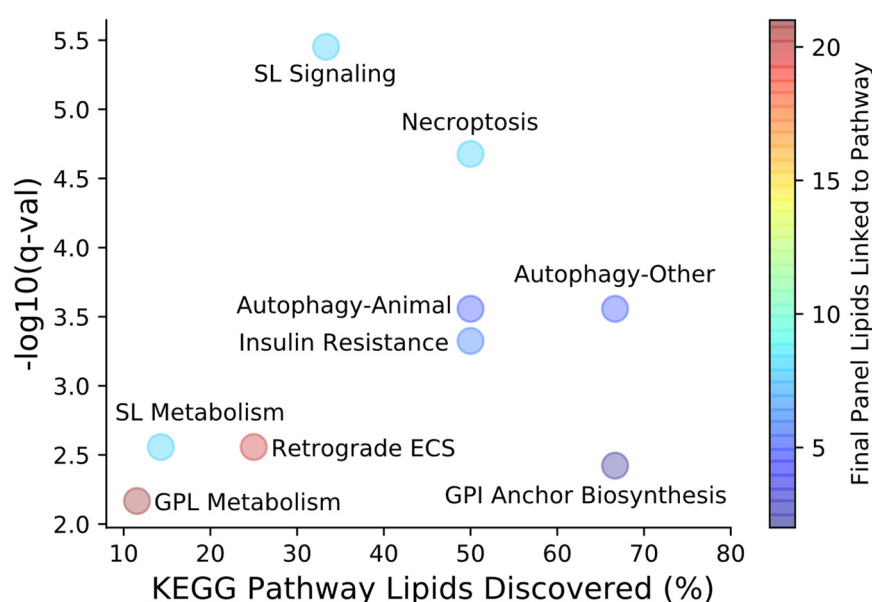 5.5
5.0
4.5
4.0
3.5
3.0
2.5
2.0
-log10(q-val)
SL Signaling
Necroptosis
Autophagy-Other
Autophagy-Animal
Insulin Resistance
SL Metabolism
Retrograde ECS
GPI Anchor Biosynthesis
GPL Metabolism
10 20 30 40 50 60 70 80
KEGG Pathway Lipids Discovered (%)
20
15
10
5
Final Panel Lipids Linked to Pathway